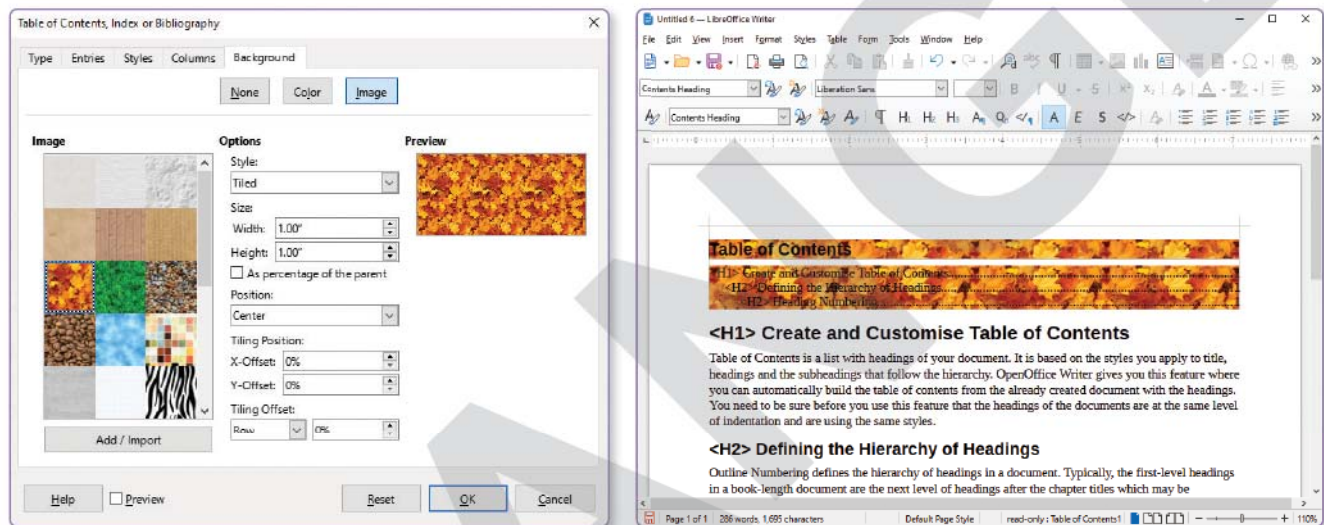 Table of Contents, Index or Bibliography
Type Entries Styles Columns Background
None Color Image
Image
Options
Style:
Tiled
Size:
Width: 1.00"
Height: 1.00"
As percentage of the parent
Position:
Center
Tiling Position:
X-Offset: 0%
Y-Offset: 0%
Tiling Offset:
Row 0%
Preview
Add / Import
Help Preview Reset OK Cancel
Untitled 6 — LibreOffice Writer
File Edit View Insert Format Styles Table Form Tools Window Help
Contents Heading Liberation Sans
Contents Heading
Table of Contents
<H1> Create and Customise Table of Contents
<H2> Defining the Hierarchy of Headings
H2> Heading Numbering
<H1> Create and Customise Table of Contents
Table of Contents is a list with headings of your document. It is based on the styles you apply to title,
headings and the subheadings that follow the hierarchy. OpenOffice Writer gives you this feature where
you can automatically build the table of contents from the already created document with the headings.
You need to be sure before you use this feature that the headings of the documents are at the same level
of indentation and are using the same styles.
<H2> Defining the Hierarchy of Headings
Outline Numbering defines the hierarchy of headings in a document. Typically, the first-level headings
in a book-length document are the next level of headings after the chapter titles which may be
Page 1 of 1 286 words, 1,695 characters Default Page Style read-only : Table of Contents1 110%